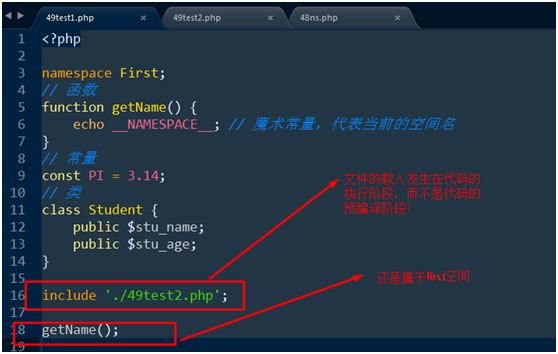 49test1.php × 49test2.php × 48ns.php ×
1 <?php
2
3 namespace First;
4 // 函数
5 function getName() {
6     echo __NAMESPACE__; // 魔术常量，代表当前的空间名
7 }
8 // 常量
9 const PI = 3.14;
10 // 类
11 class Student {
12     public $stu_name;
13     public $stu_age;
14 }
15
16 include './49test2.php';
17
18 getName();
19
文件的载入发生在代码的
执行阶段，而不是代码的
预编译阶段！
还是属于first空间